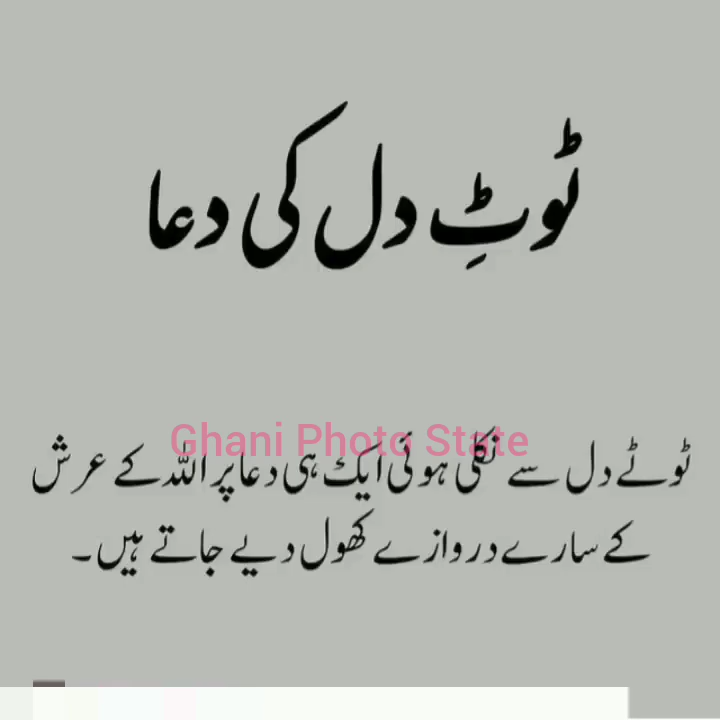 ٹوٹِ دل کی دعا
Ghani Photo State
ٹوٹے دل سے نکلی ہوئی ایک ہی دعا پر اللہ کے عرش
کے سارے دروازے کھول دیے جاتے ہیں۔